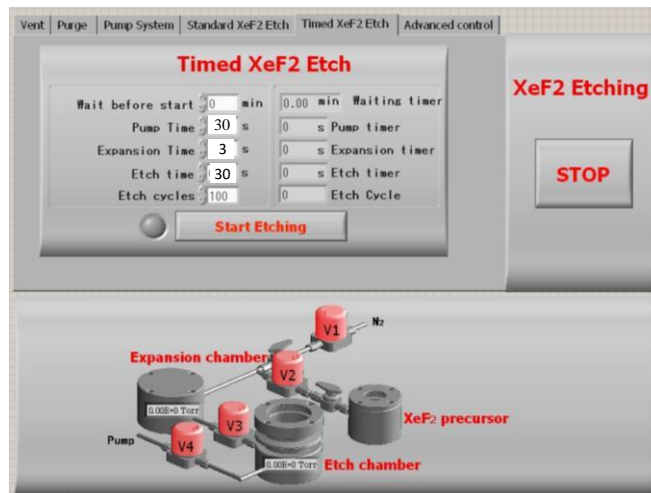 Vent Purge Pump System Standard XeF2 Etch Timed XeF2 Etch Advanced control
Timed XeF2 Etch
Wait before start 0 min 0.00 min Waiting timer
Pump Time 30 s 0 s Pump timer
Expansion Time 3 s 0 s Expansion timer
Etch time 30 s 0 s Etch timer
Etch cycles 100 0 Etch Cycle
Start Etching
XeF2 Etching
STOP
V1 N2
Expansion chamber
V2
0.00E+0 Torr
XeF2 precursor
V3
Pump V4
0.00E+0 Torr Etch chamber